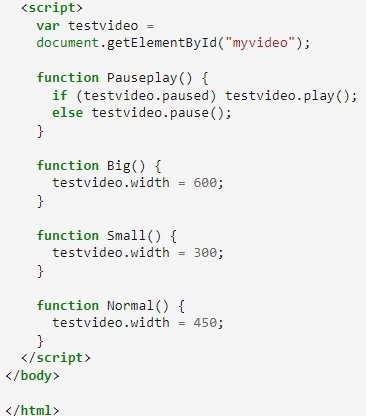 <script>
var testvideo =
document.getElementById("myvideo");
function Pauseplay() {
if (testvideo.paused) testvideo.play();
else testvideo.pause();
}
function Big() {
testvideo.width = 600;
}
function Small() {
testvideo.width = 300;
}
function Normal() {
testvideo.width = 450;
}
</script>
</body>
</html>